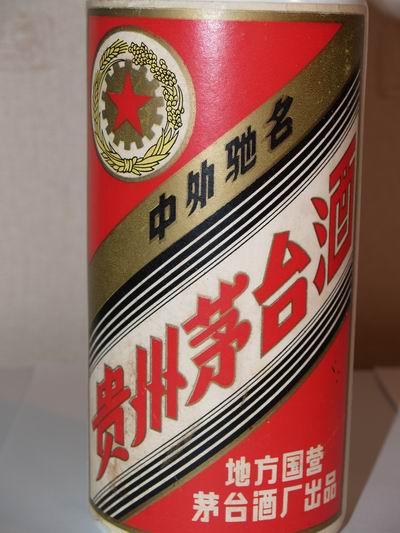 中外驰名
贵州茅台酒
地方国营
茅台酒厂出品